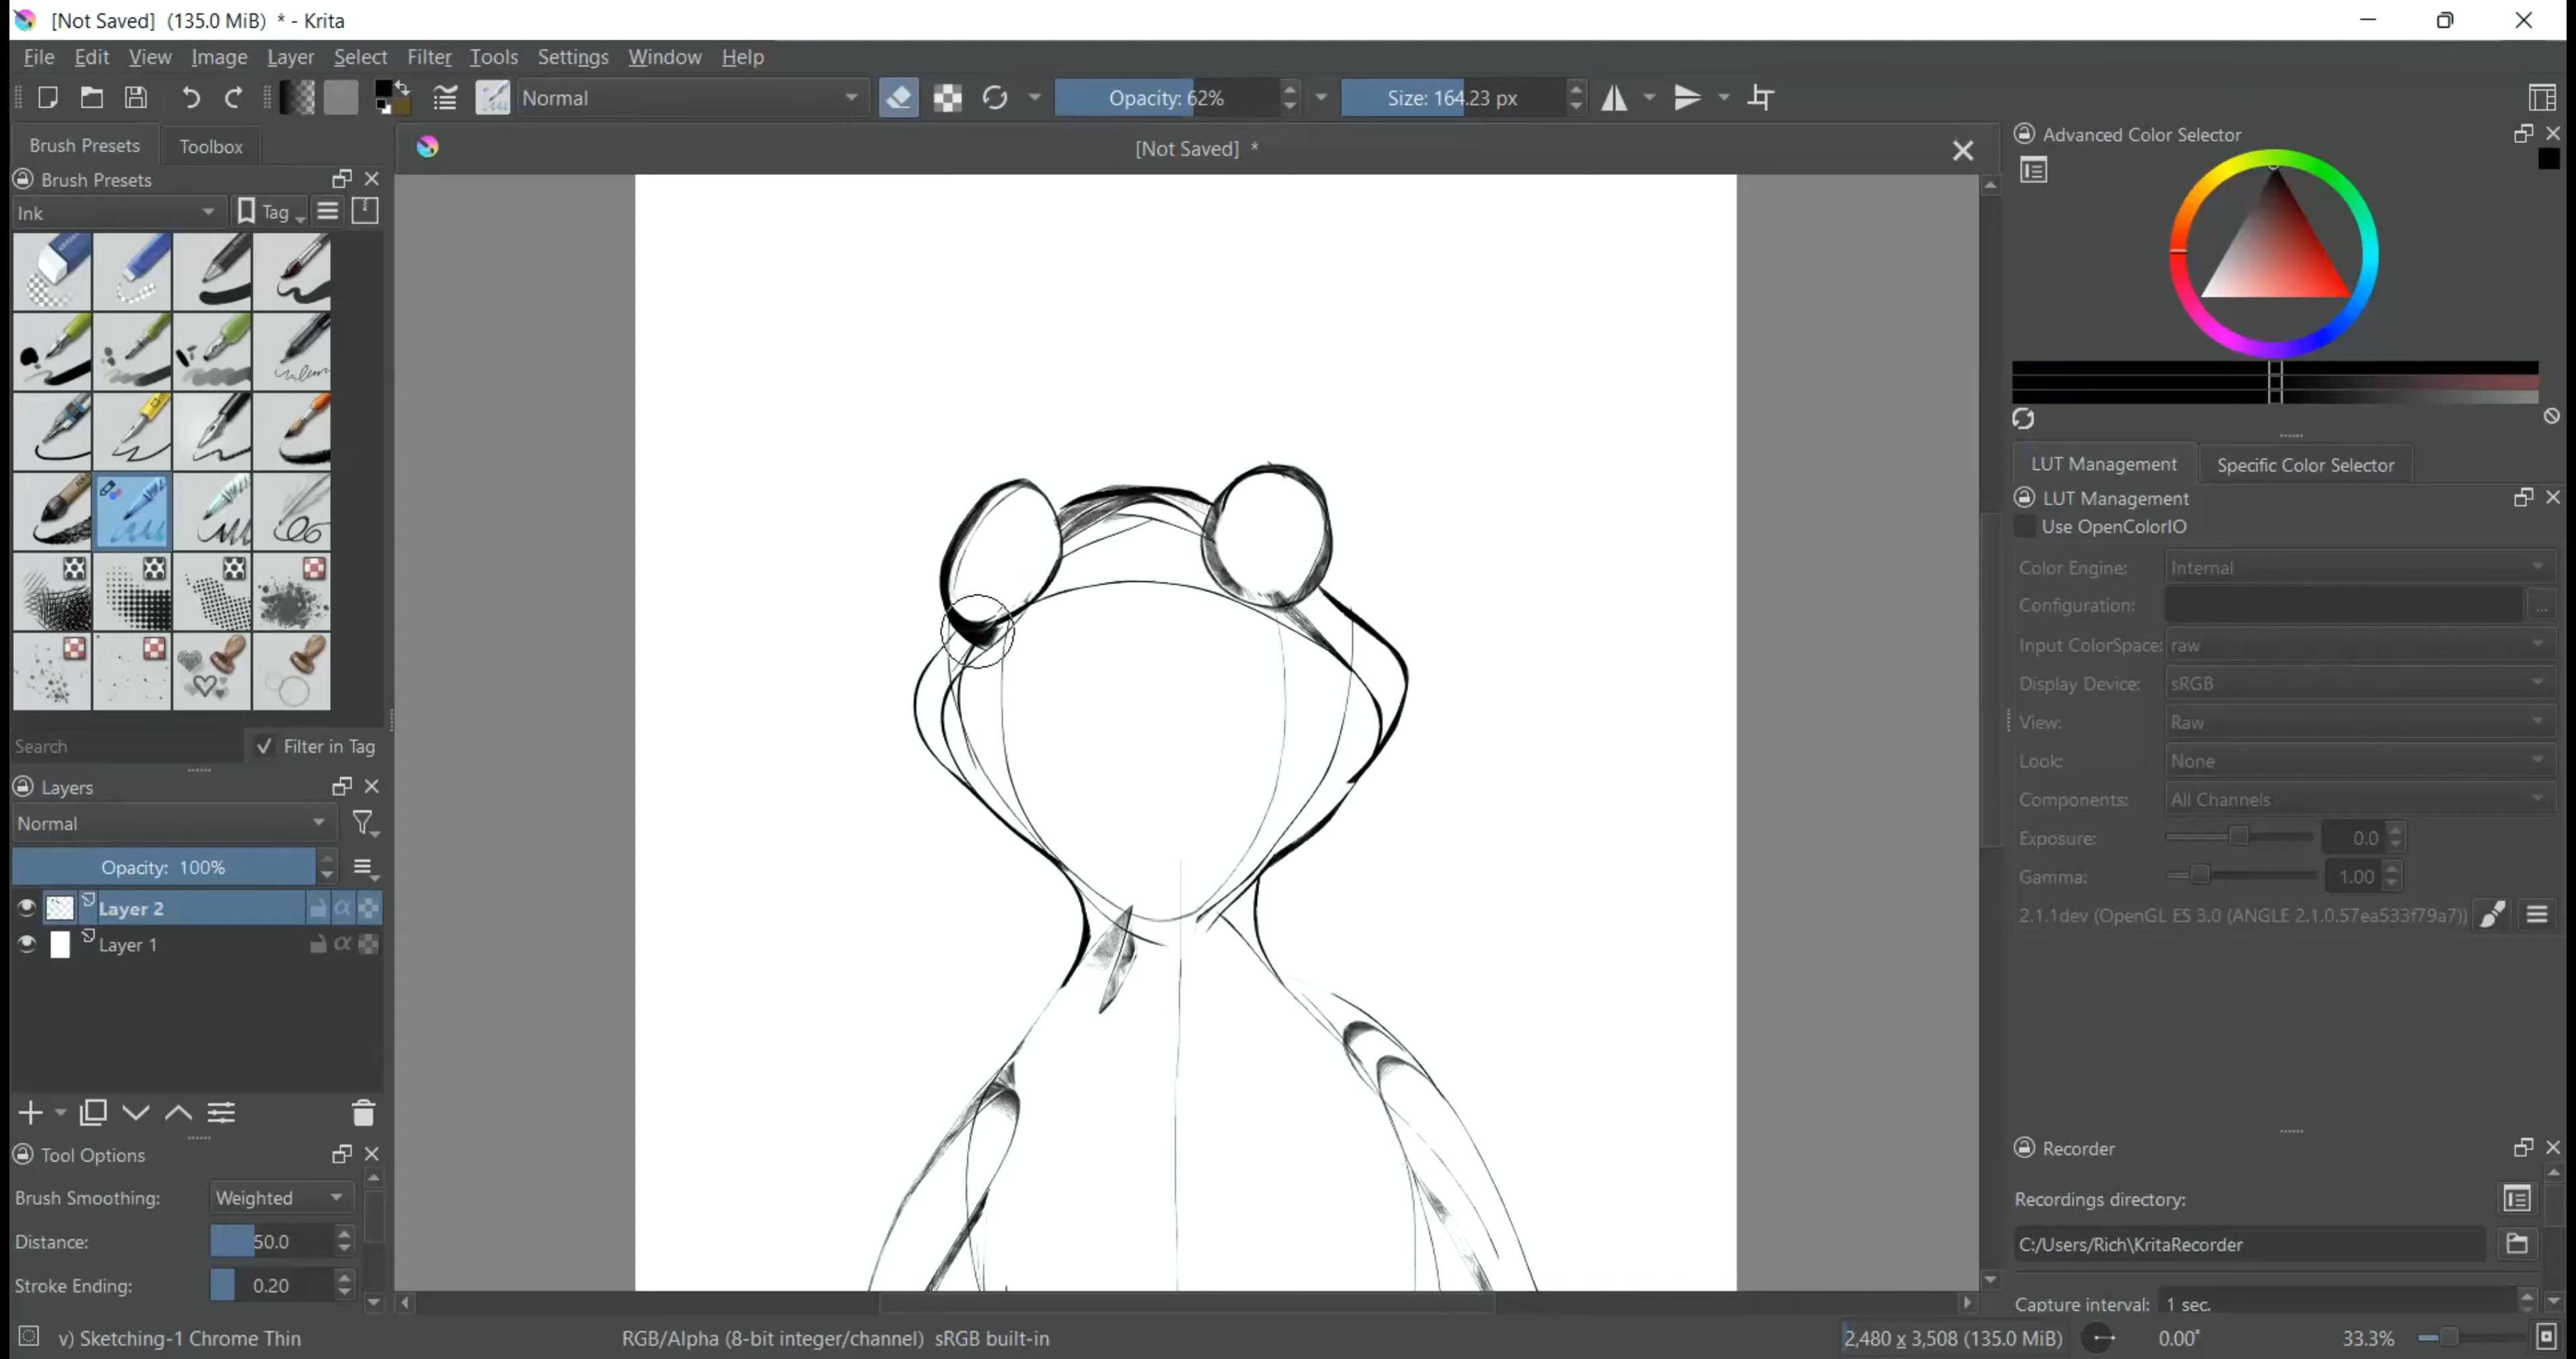 [Not Saved] (135.0 MiB) * - Krita
File Edit View Image Layer Select Filter Tools Settings Window Help
Normal Opacity: 62% Size: 164.23 px
Brush Presets Toolbox
[Not Saved] *
Brush Presets
Ink Tag
Search Filter in Tag
Layers
Normal
Opacity: 100%
Layer 2
Layer 1
Tool Options
Brush Smoothing: Weighted
Distance: 50.0
Stroke Ending: 0.20
Advanced Color Selector
LUT Management Specific Color Selector
LUT Management
Use OpenColorIO
Color Engine: Internal
Configuration: ...
Input ColorSpace: raw
Display Device: sRGB
View: Raw
Look: None
Components: All Channels
Exposure: 0.0
Gamma: 1.00
2.1.1dev (OpenGL ES 3.0 (ANGLE 2.1.0.57ea533f79a7))
Recorder
Recordings directory:
C:/Users/Rich\KritaRecorder
Capture interval: 1 sec.
v) Sketching-1 Chrome Thin RGB/Alpha (8-bit integer/channel) sRGB built-in 2,480 x 3,508 (135.0 MiB) 0.00° 33.3%